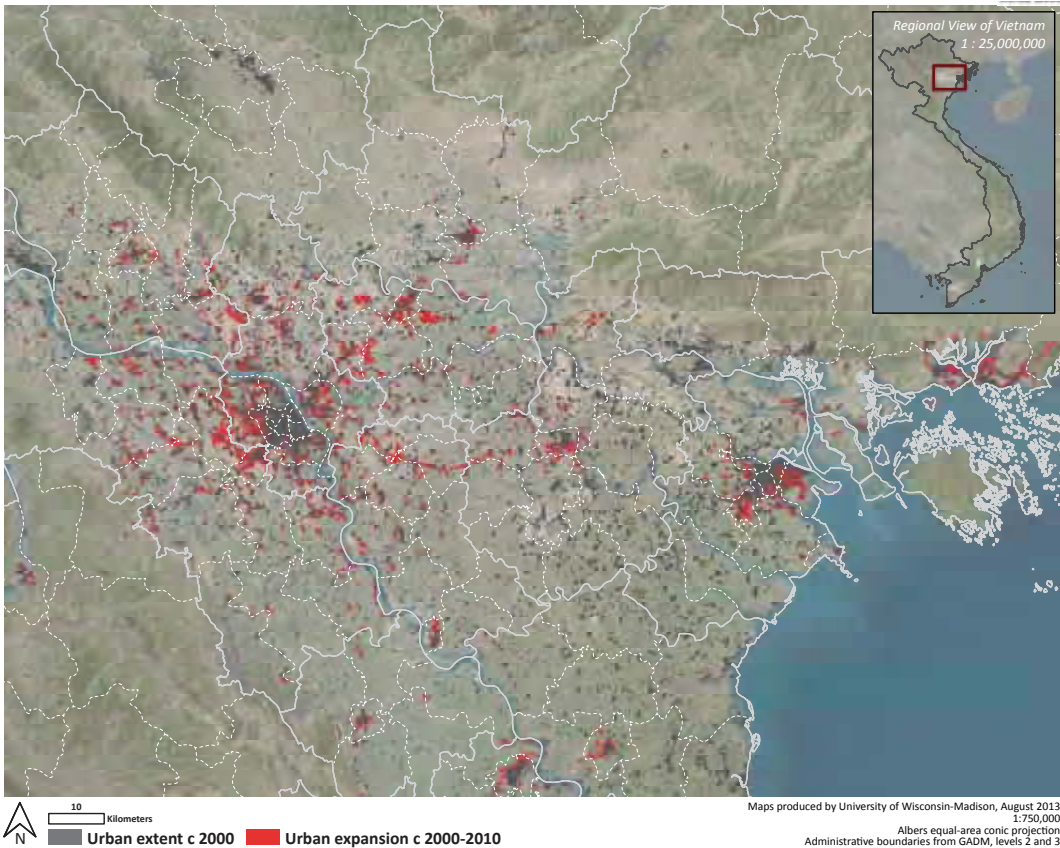 Regional View of Vietnam
1 : 25,000,000
10
Kilometers
N
Urban extent c 2000
Urban expansion c 2000-2010
Maps produced by University of Wisconsin-Madison, August 2013
1:750,000
Albers equal-area conic projection
Administrative boundaries from GADM, levels 2 and 3